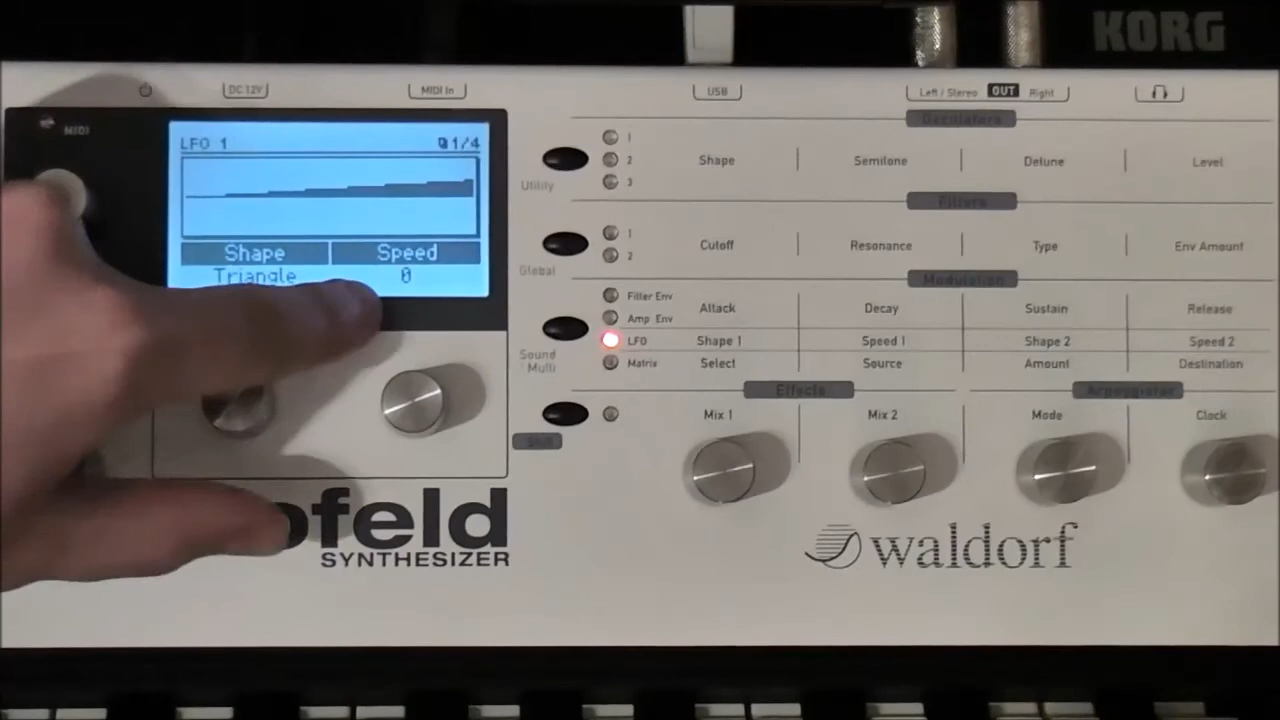 KORG
DC 12V
MIDI In
USB
Left / Stereo OUT Right
MIDI
LFO 1 1/4
Shape Speed
Triangle 0
Oscillators
1
2
3
Utility
Shape Semitone Detune Level
Filters
1
2
Global
Cutoff Resonance Type Env Amount
Modulation
Filter Env
Amp Env
LFO
Matrix
Sound
Multi
Attack Decay Sustain Release
Shape 1 Speed 1 Shape 2 Speed 2
Select Source Amount Destination
Effects Arpeggiator
Mix 1 Mix 2 Mode Clock
Shift
ofeld
SYNTHESIZER
waldorf